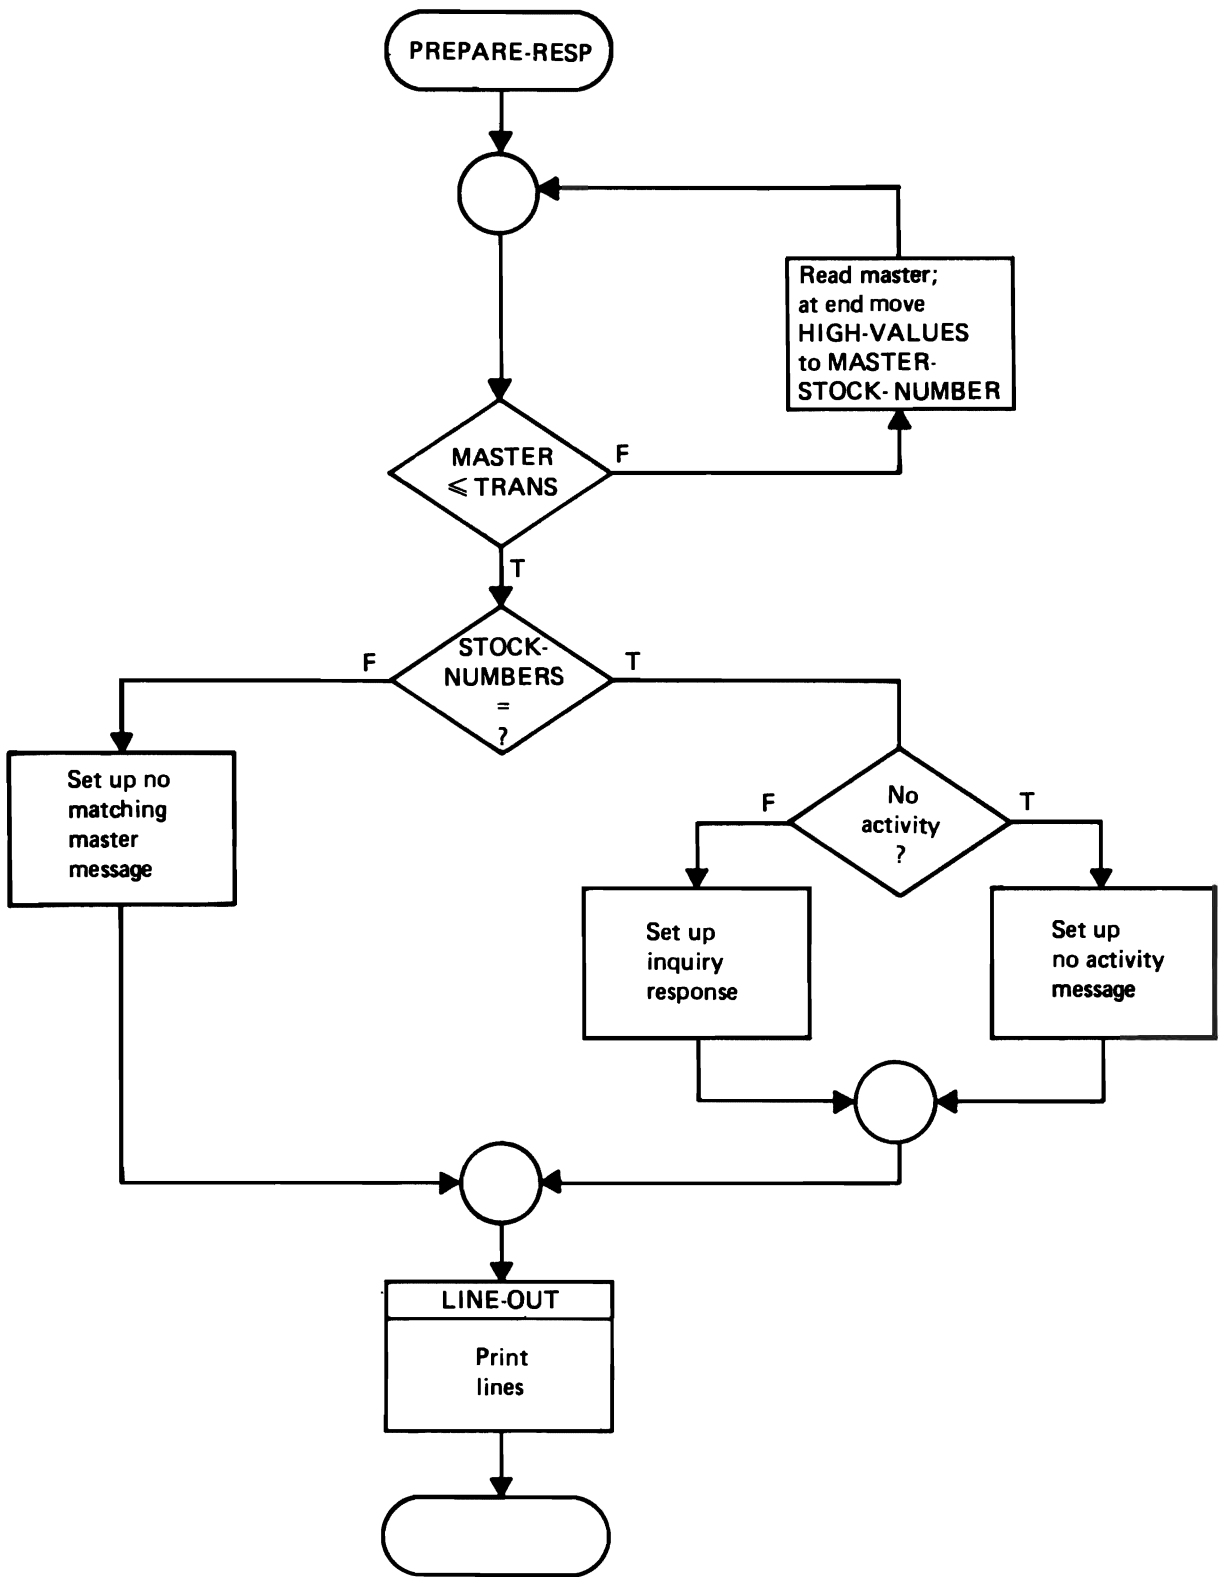 PREPARE-RESP
Read master;
at end move
HIGH-VALUES
to MASTER-
STOCK-NUMBER
MASTER
⩽ TRANS
F
T
STOCK-
NUMBERS
=
?
F
T
Set up no
matching
master
message
No
activity
?
F
T
Set up
inquiry
response
Set up
no activity
message
LINE-OUT
Print
lines